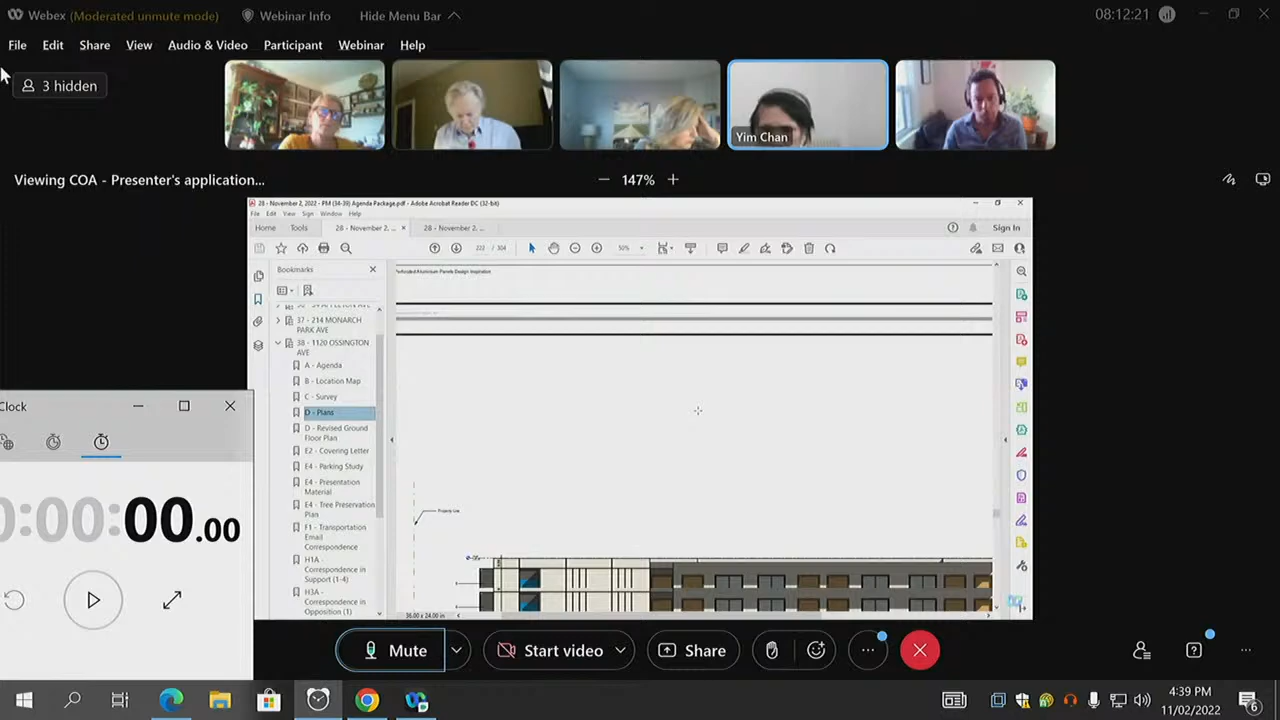 Webex (Moderated unmute mode) Webinar Info Hide Menu Bar 08:12:21
File Edit Share View Audio & Video Participant Webinar Help
3 hidden
Yim Chan
Viewing COA - Presenter's application... 147%
28 - November 2, 2022 - PM (34-39) Agenda Package.pdf - Adobe Acrobat Reader DC (32-bit)
File Edit View Sign Window Help
Home Tools 28 - November 2, ... 28 - November 2, ... Sign In
222 / 304 50%
Bookmarks
Perforated Aluminium Panels Design Inspiration
37 - 214 MONARCH
PARK AVE
38 - 1120 OSSINGTON
AVE
A - Agenda
B - Location Map
C - Survey
D - Plans
D - Revised Ground
Floor Plan
E2 - Covering Letter
E4 - Parking Study
E4 - Presentation
Material
E4 - Tree Preservation
Plan
F1 - Transportation
Email
Correspondence
H1A -
Correspondence in
Support (1-4)
H3A -
Correspondence in
Opposition (1)
Property Line
36.00 x 24.00 in
Clock
0:00:00.00
Mute Start video Share
4:39 PM
11/02/2022
6